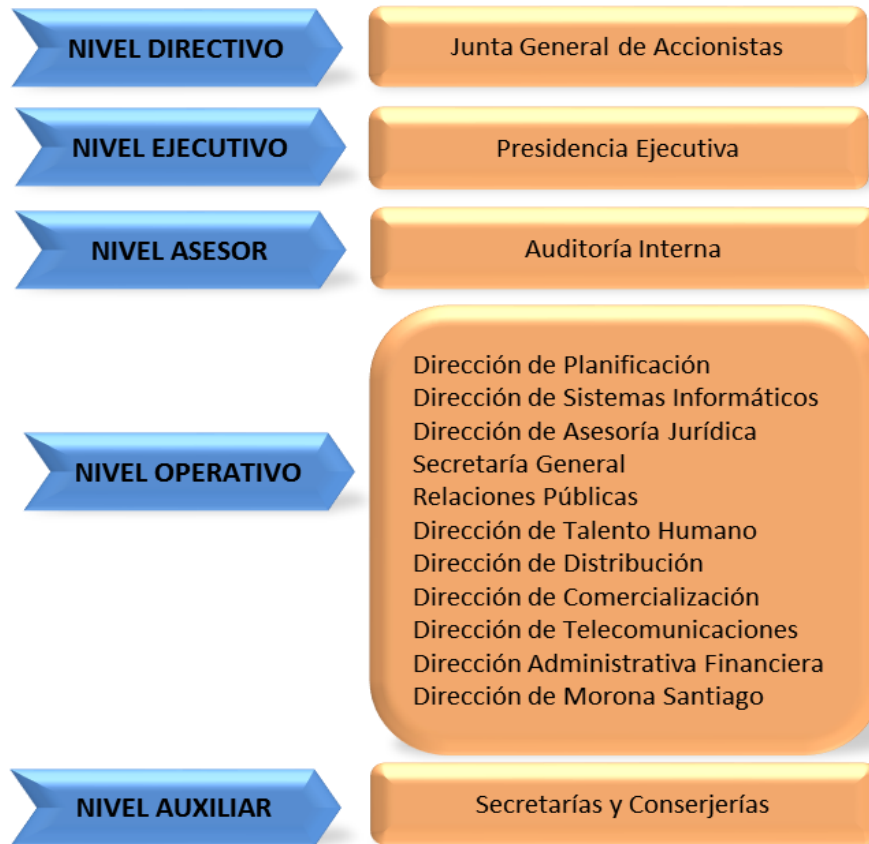 NIVEL DIRECTIVO
Junta General de Accionistas
NIVEL EJECUTIVO
Presidencia Ejecutiva
NIVEL ASESOR
Auditoría Interna
NIVEL OPERATIVO
Dirección de Planificación
Dirección de Sistemas Informáticos
Dirección de Asesoría Jurídica
Secretaría General
Relaciones Públicas
Dirección de Talento Humano
Dirección de Distribución
Dirección de Comercialización
Dirección de Telecomunicaciones
Dirección Administrativa Financiera
Dirección de Morona Santiago
NIVEL AUXILIAR
Secretarías y Conserjerías